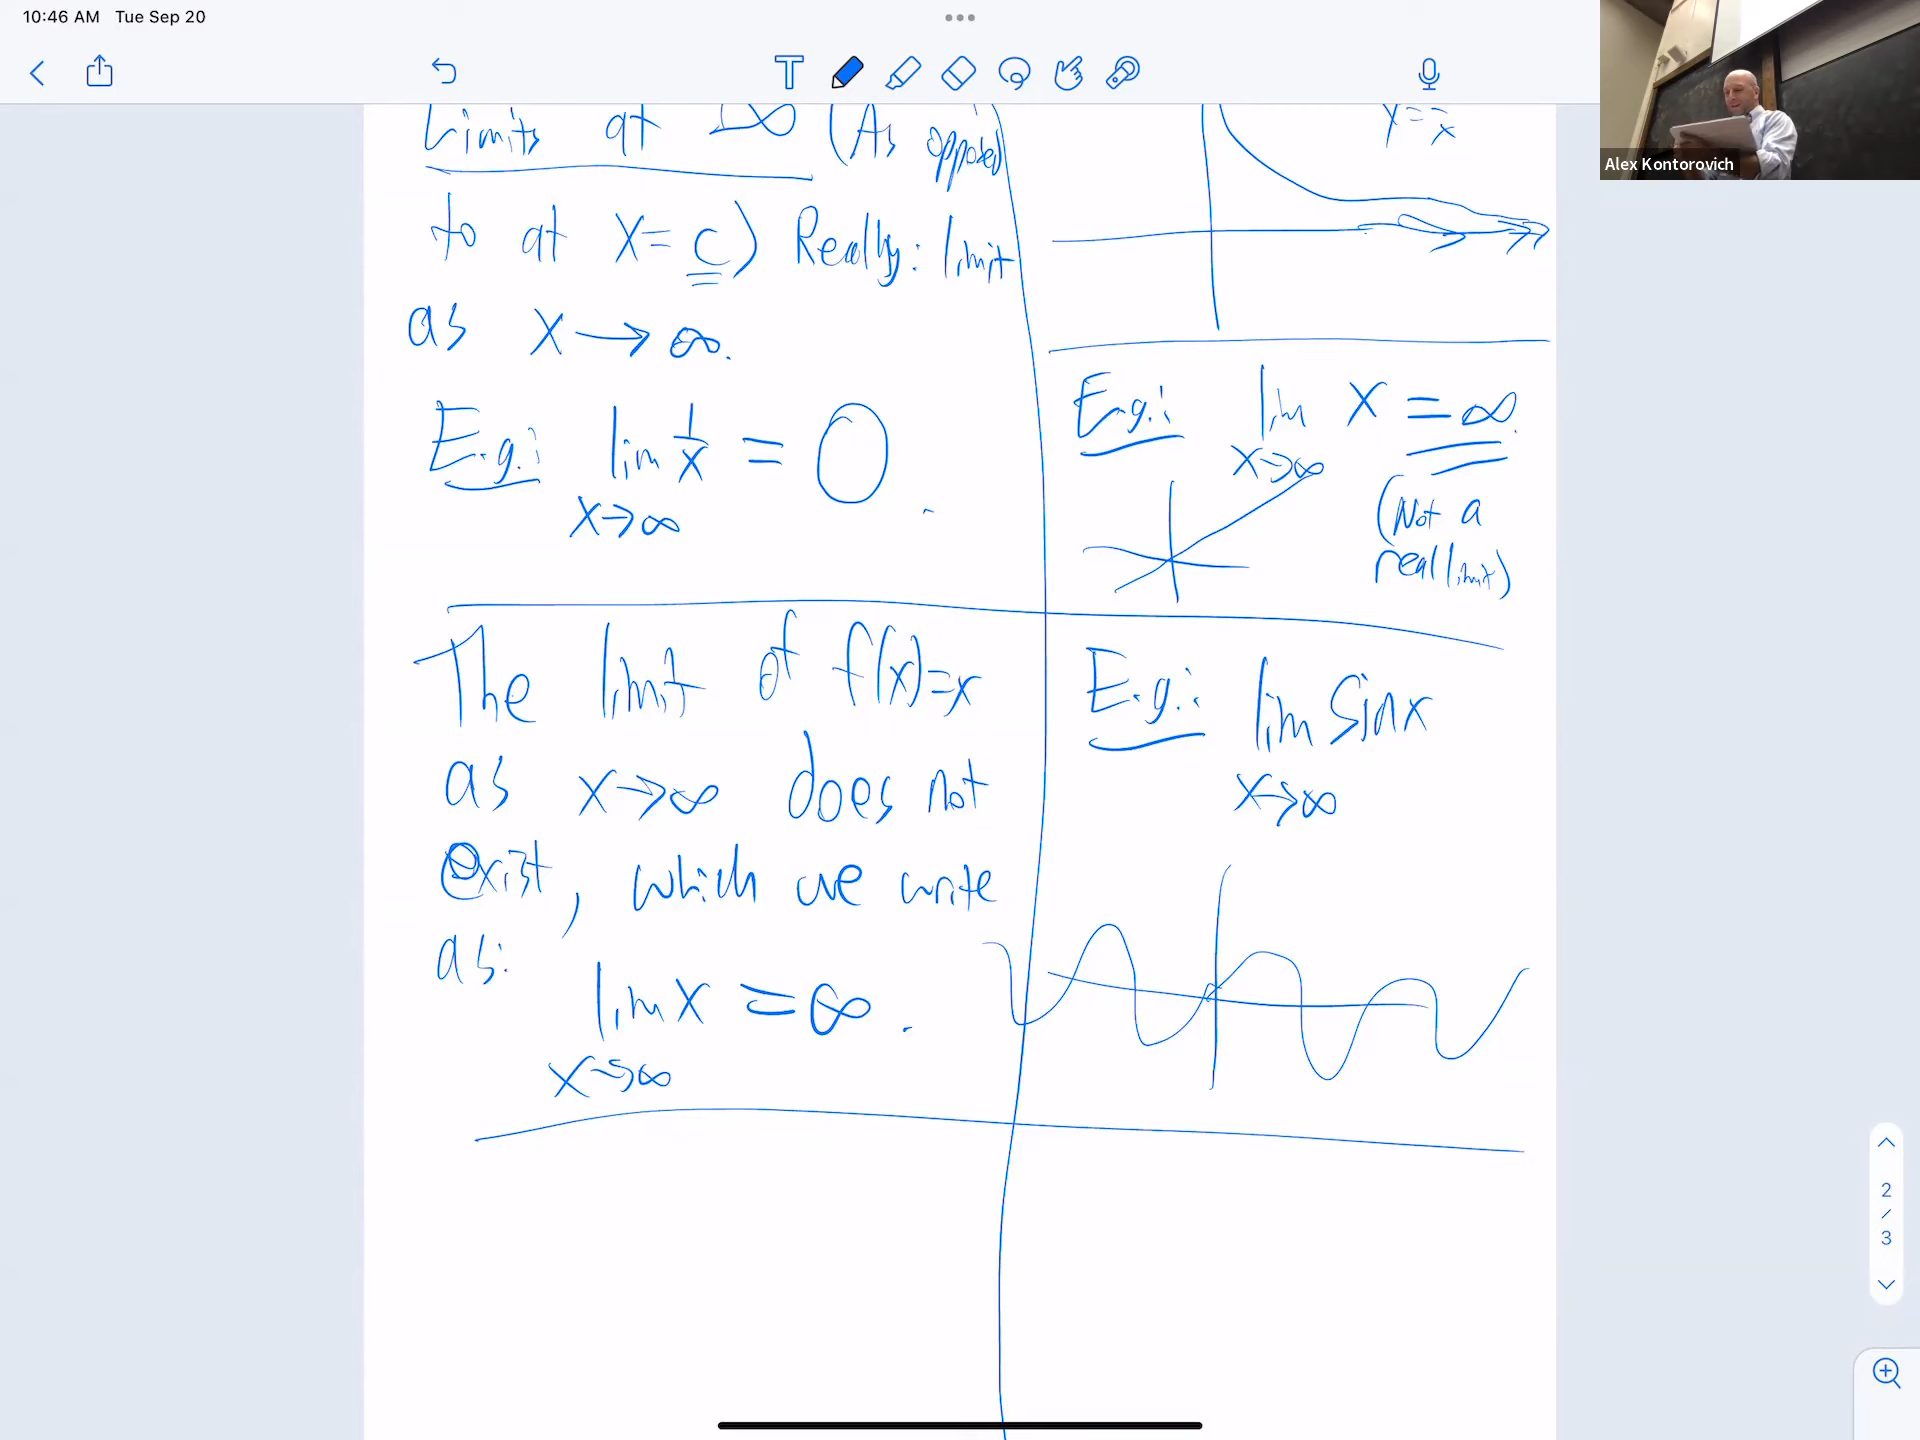 10:46 AM Tue Sep 20
Alex Kontorovich
Limits at ±∞ (As opposed
to at x = c) Really: limit
as x → ∞.
E.g.: lim 1/x = 0.
x→∞
y = 1/x
E.g.: lim x = ∞.
x→∞
(Not a
real limit)
The limit of f(x)=x
as x→∞ does not
exist, which we write
as:
lim x = ∞.
x→∞
E.g.: lim Sin x
x→∞
2
/
3